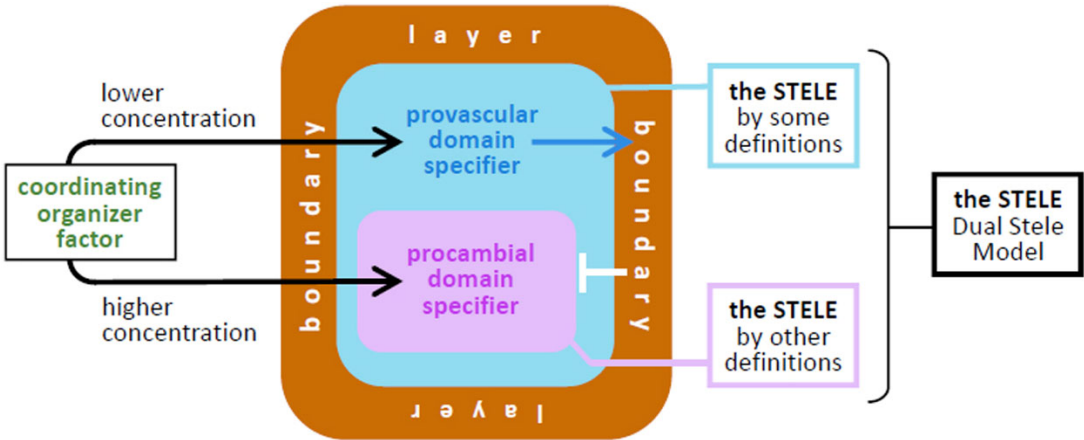 layer
lower
concentration
coordinating
organizer
factor
higher
concentration
boundary
provascular
domain
specifier
procambial
domain
specifier
boundary
layer
the STELE
by some
definitions
the STELE
by other
definitions
the STELE
Dual Stele
Model